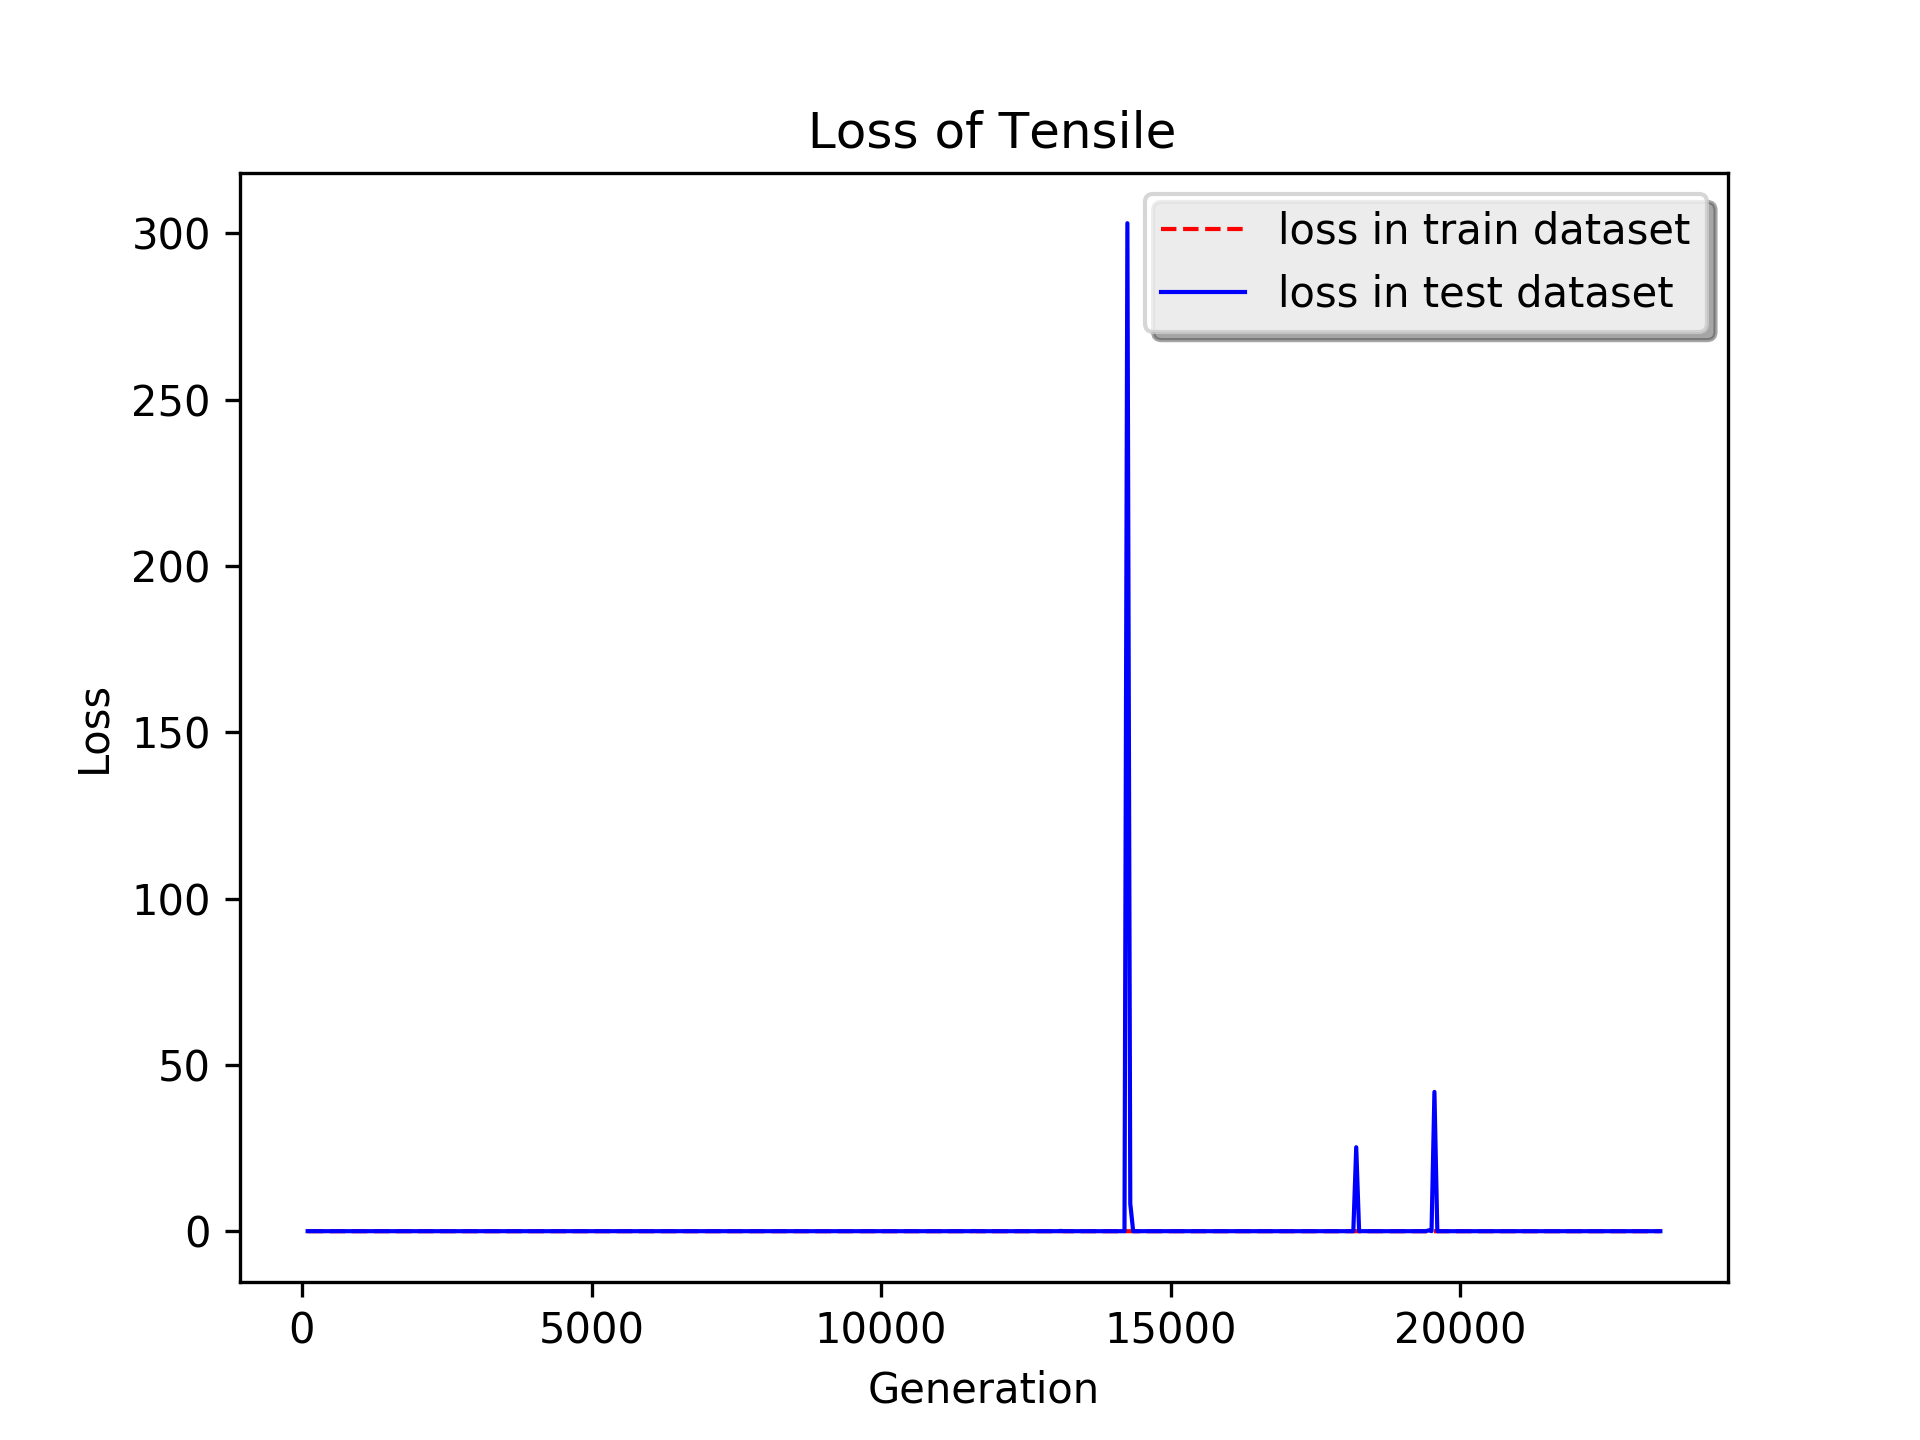 Loss of Tensile
loss in train dataset
loss in test dataset
300
250
200
150
100
50
0
Loss
0 5000 10000 15000 20000
Generation